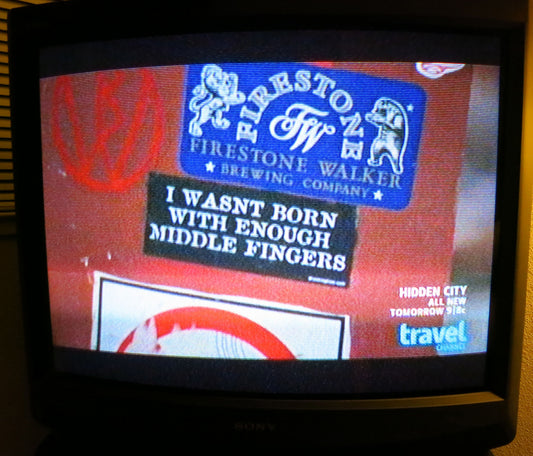 FIRESTONE
FW
FIRESTONE WALKER
★ BREWING COMPANY ★
I WASNT BORN
WITH ENOUGH
MIDDLE FINGERS
HIDDEN CITY
ALL NEW
TOMORROW 9|8c
travel
CHANNEL
SONY